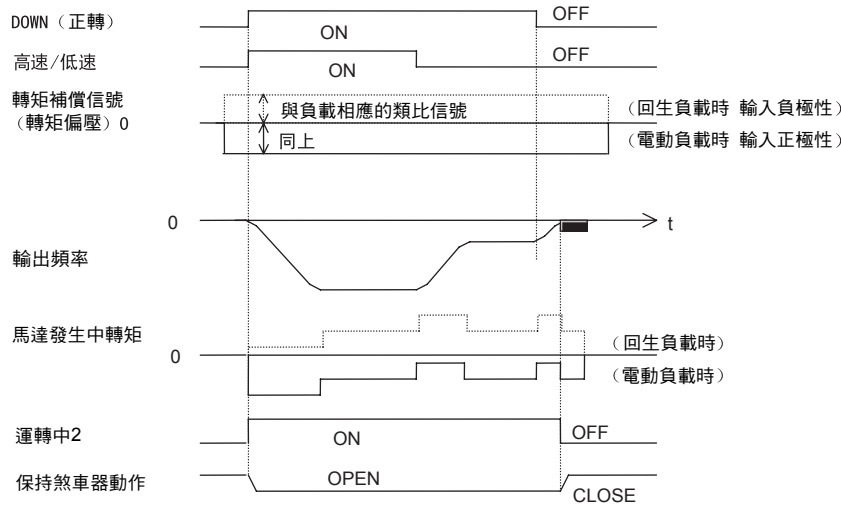 DOWN（正轉） ON OFF
高速/低速 ON OFF
轉矩補償信號 與負載相應的類比信號 （回生負載時 輸入負極性）
（轉矩偏壓）0 同上 （電動負載時 輸入正極性）
0 t
輸出頻率
馬達發生中轉矩 （回生負載時）
0 （電動負載時）
運轉中2 ON OFF
保持煞車器動作 OPEN CLOSE